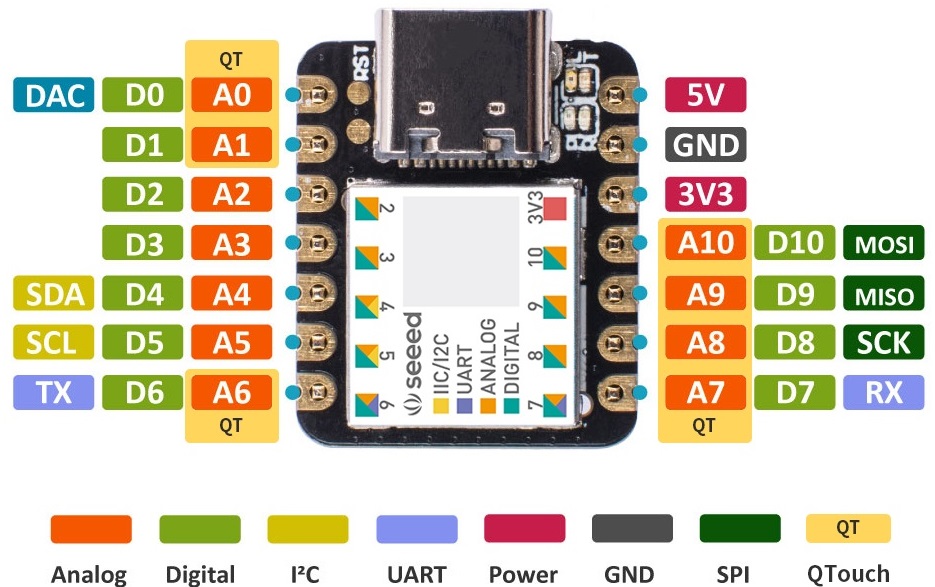 QT
RST
DAC D0 A0 5V
D1 A1 GND
D2 A2 3V3
D3 A3 A10 D10 MOSI
SDA D4 A4 A9 D9 MISO
SCL D5 A5 A8 D8 SCK
TX D6 A6 A7 D7 RX
QT QT
2
3
4
5
6
seeed
IIC/I2C
UART
ANALOG
DIGITAL
3V3
10
9
8
7
QT
Analog Digital I²C UART Power GND SPI QTouch